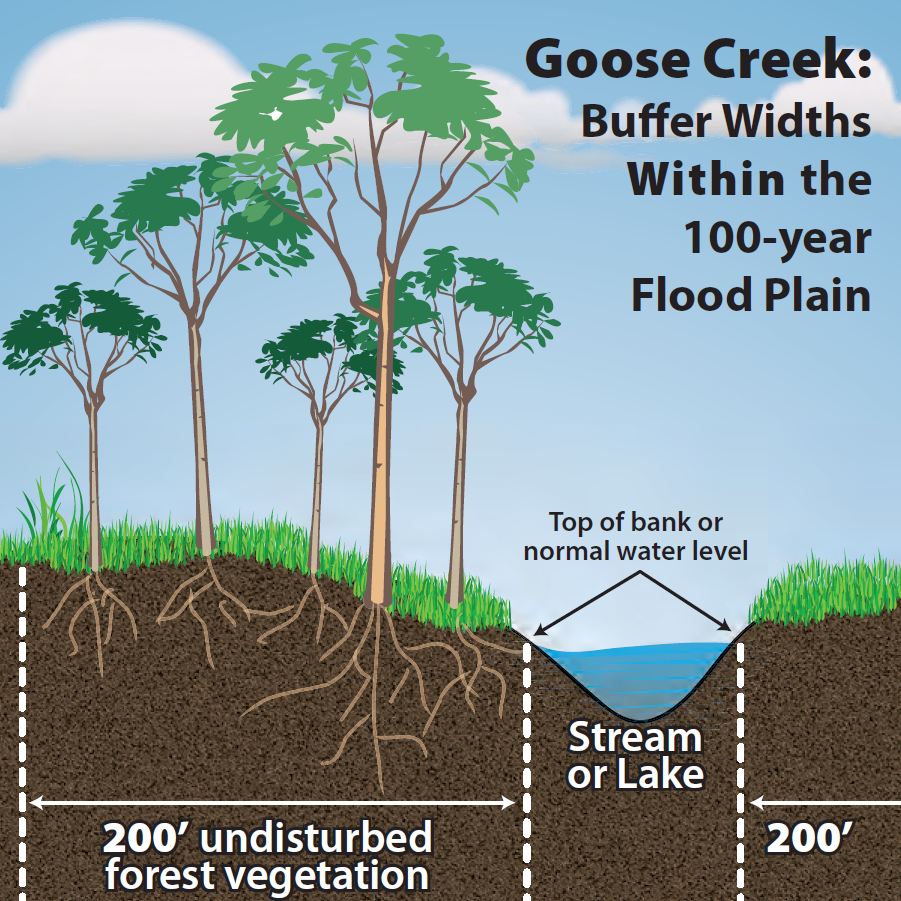 Goose Creek:
Buffer Widths
Within the
100-year
Flood Plain
Top of bank or
normal water level
Stream
or Lake
200’ undisturbed
forest vegetation
200’